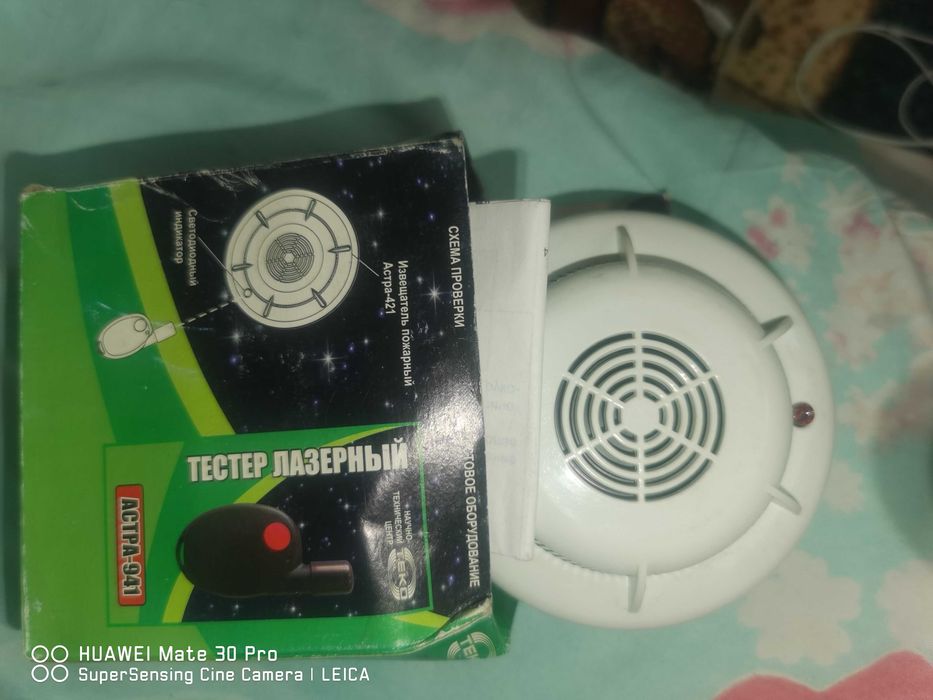 СХЕМА ПРОВЕРКИ
Извещатель пожарный
Астра-421
Светодиодный
индикатор
ТЕСТЕР ЛАЗЕРНЫЙ
АСТРА-941
НАУЧНО-
ТЕХНИЧЕСКИЙ
ЦЕНТР
ТЕКО
ТОВОЕ ОБОРУДОВАНИЕ
HUAWEI Mate 30 Pro
SuperSensing Cine Camera | LEICA